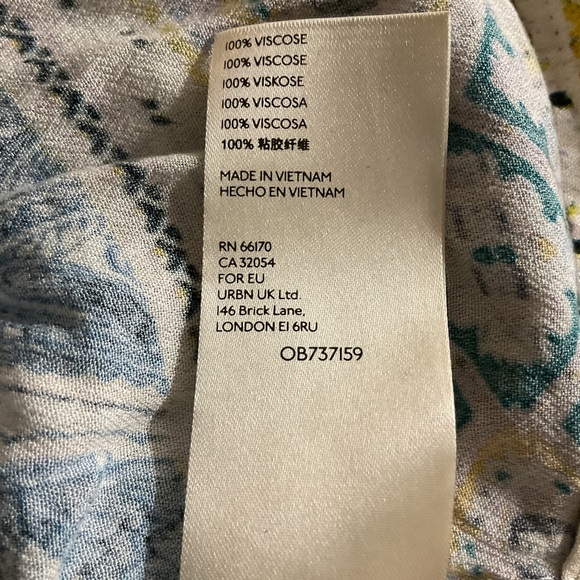 100% VISCOSE
100% VISCOSE
100% VISKOSE
100% VISCOSA
100% VISCOSA
100% 粘胶纤维
MADE IN VIETNAM
HECHO EN VIETNAM
RN 66170
CA 32054
FOR EU
URBN UK Ltd.
146 Brick Lane,
LONDON E1 6RU
OB737159